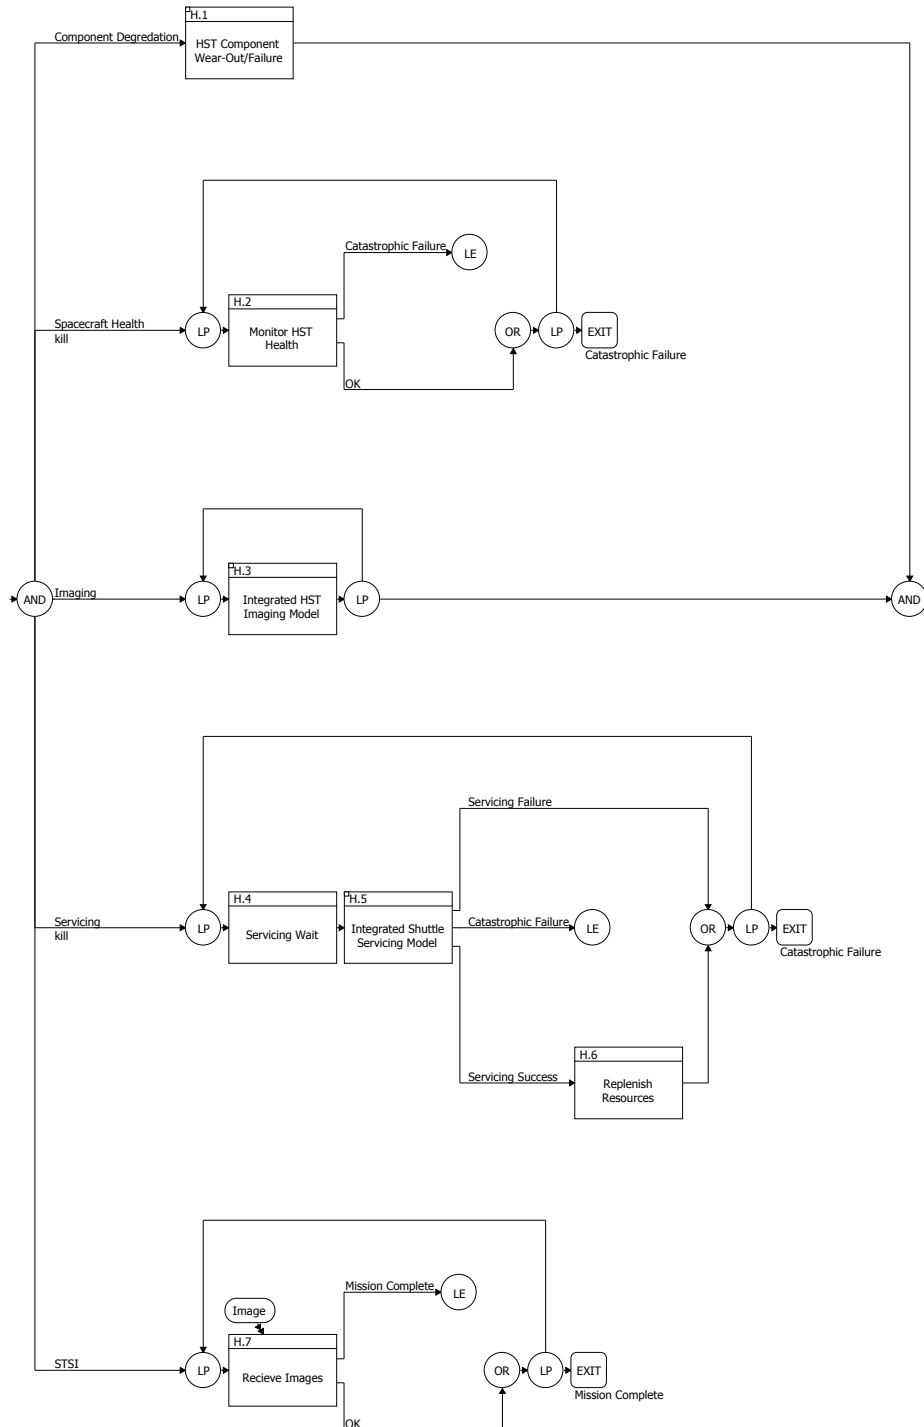 H.1
Component Degredation
HST Component
Wear-Out/Failure
Catastrophic Failure
LE
H.2
Spacecraft Health
kill
LP
Monitor HST
Health
OR
LP
EXIT
Catastrophic Failure
OK
H.3
AND
Imaging
LP
Integrated HST
Imaging Model
LP
AND
Servicing Failure
H.4
H.5
Servicing
kill
LP
Servicing Wait
Integrated Shuttle
Servicing Model
Catastrophic Failure
LE
OR
LP
EXIT
Catastrophic Failure
H.6
Servicing Success
Replenish
Resources
Mission Complete
LE
Image
H.7
STSI
LP
Recieve Images
OR
LP
EXIT
Mission Complete
OK